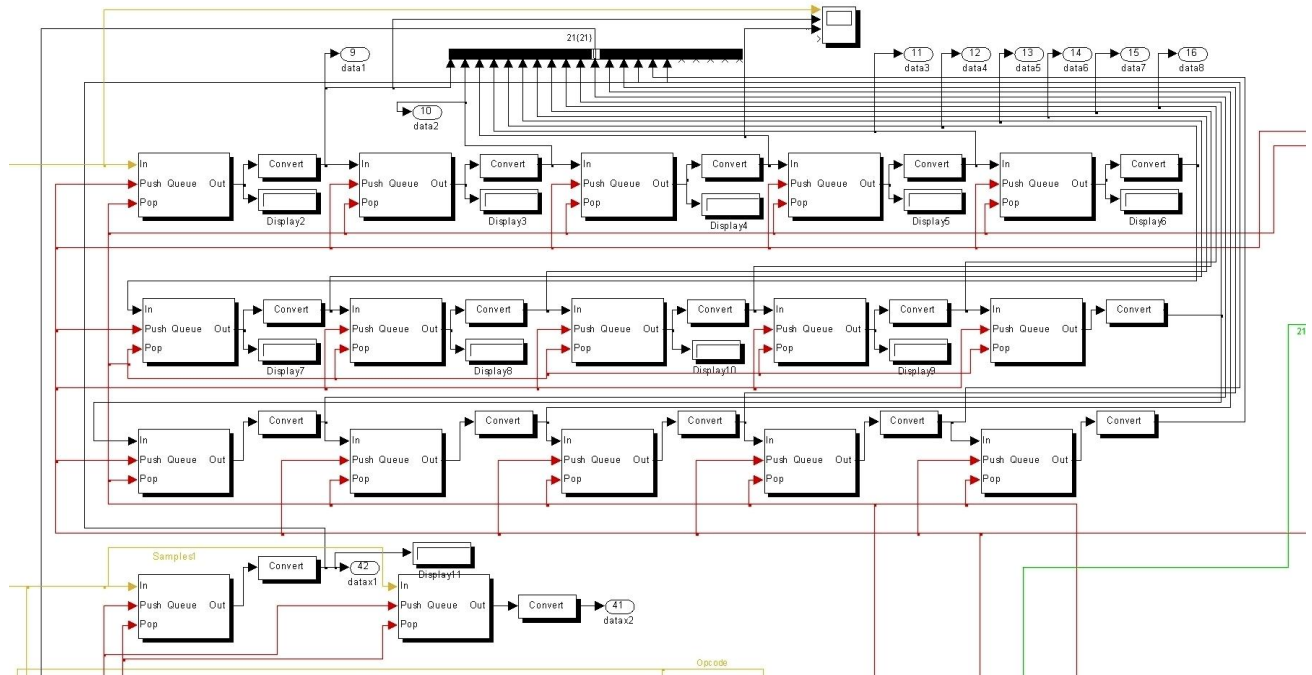 21(21)
9
data1
11
data3
12
data4
13
data5
14
data6
15
data7
16
data8
10
data2
In
Push Queue Out
Pop
Convert
Display2
In
Push Queue Out
Pop
Convert
Display3
In
Push Queue Out
Pop
Convert
Display4
In
Push Queue Out
Pop
Convert
Display5
In
Push Queue Out
Pop
Convert
Display6
In
Push Queue Out
Pop
Convert
Display7
In
Push Queue Out
Pop
Convert
Display8
In
Push Queue Out
Pop
Convert
Display10
In
Push Queue Out
Pop
Convert
Display9
In
Push Queue Out
Pop
Convert
21
In
Push Queue Out
Pop
Convert
In
Push Queue Out
Pop
Convert
In
Push Queue Out
Pop
Convert
In
Push Queue Out
Pop
Convert
In
Push Queue Out
Pop
Convert
Samples1
In
Push Queue Out
Pop
Convert
42
datax1
Display11
In
Push Queue Out
Pop
Convert
41
datax2
Opcode